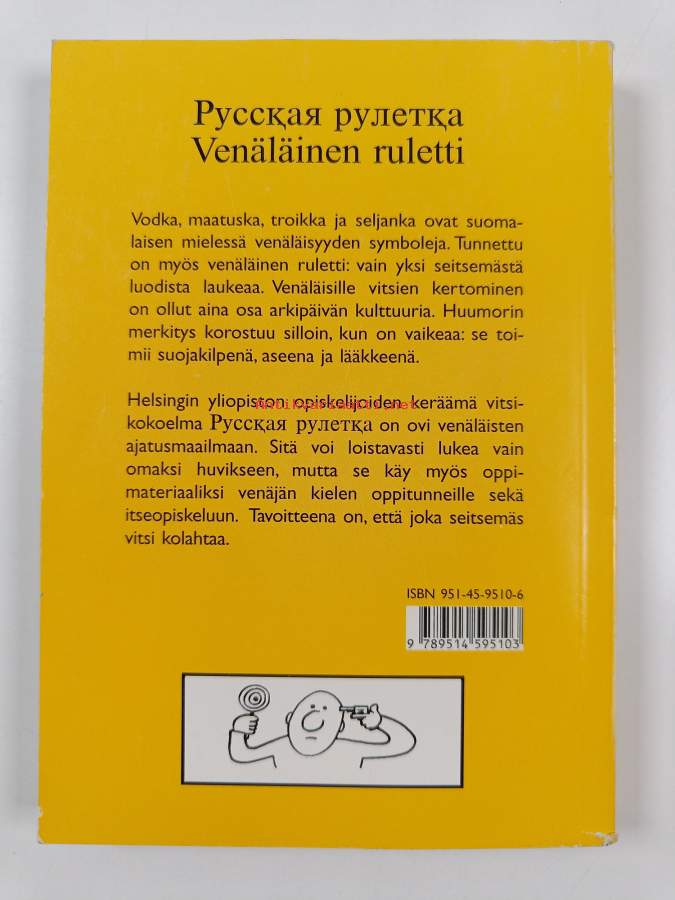 Русская рулетка
Venäläinen ruletti
Vodka, maatuska, troikka ja seljanka ovat suoma-
laisen mielessä venäläisyyden symboleja. Tunnettu
on myös venäläinen ruletti: vain yksi seitsemästä
luodista laukeaa. Venäläisille vitsien kertominen
on ollut aina osa arkipäivän kulttuuria. Huumorin
merkitys korostuu silloin, kun on vaikeaa: se toi-
mii suojakilpenä, aseena ja lääkkeenä.
Helsingin yliopiston opiskelijoiden keräämä vitsi-
kokoelma Русская рулетка on ovi venäläisten
ajatusmaailmaan. Sitä voi loistavasti lukea vain
omaksi huvikseen, mutta se käy myös oppi-
materiaaliksi venäjän kielen oppitunneille sekä
itseopiskeluun. Tavoitteena on, että joka seitsemäs
vitsi kolahtaa.
ISBN 951-45-9510-6
9 789514 595103
Antikvariaatti.net